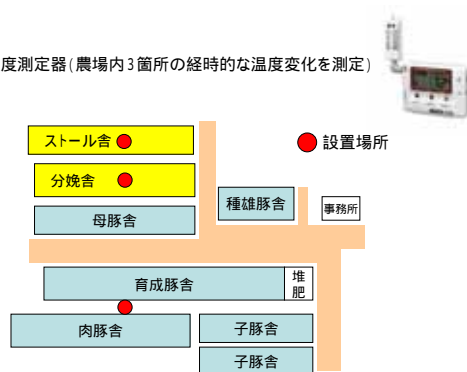 度測定器(農場内3箇所の経時的な温度変化を測定)
ストール舎
設置場所
分娩舎
種雄豚舎
事務所
母豚舎
育成豚舎
堆肥
肉豚舎
子豚舎
子豚舎